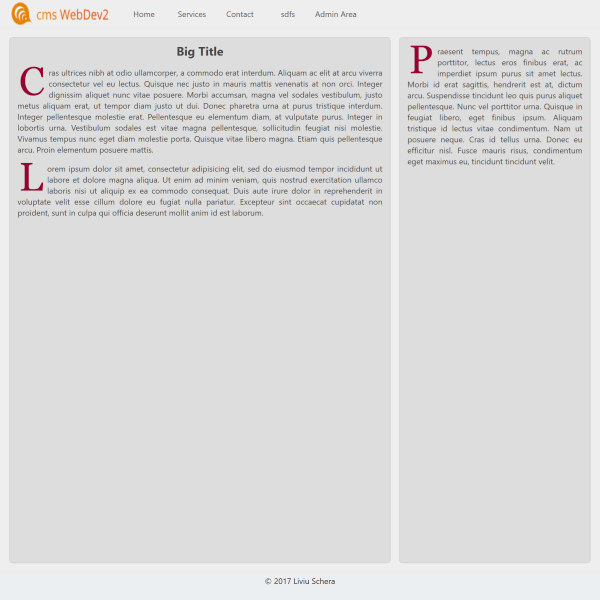 cms WebDev2
Home Services Contact sdfs Admin Area
Big Title
Cras ultrices nibh at odio ullamcorper, a commodo erat interdum. Aliquam ac elit at arcu viverra
consectetur vel eu lectus. Quisque nec justo in mauris mattis venenatis at non orci. Integer
dignissim aliquet nunc vitae posuere. Morbi accumsan, magna vel sodales vestibulum, justo
metus aliquam erat, ut tempor diam justo ut dui. Donec pharetra urna at purus tristique interdum.
Integer pellentesque molestie erat. Pellentesque eu elementum diam, at vulputate purus. Integer in
lobortis urna. Vestibulum sodales est vitae magna pellentesque, sollicitudin feugiat nisi molestie.
Vivamus tempus nunc eget diam molestie porta. Quisque vitae libero magna. Etiam eget sapien eget
arcu. Proin elementum posuere mattis.
Lorem ipsum dolor sit amet, consectetur adipisicing elit, sed do eiusmod tempor incididunt ut
labore et dolore magna aliqua. Ut enim ad minim veniam, quis nostrud exercitation ullamco
laboris nisi ut aliquip ex ea commodo consequat. Duis aute irure dolor in reprehenderit in
voluptate velit esse cillum dolore eu fugiat nulla pariatur. Excepteur sint occaecat cupidatat non
proident, sunt in culpa qui officia deserunt mollit anim id est laborum.
Praesent tempus, magna ac rutrum
porttitor, lectus eros finibus erat, ac
imperdiet ipsum purus sit amet lectus.
Morbi id erat sagittis, hendrerit est at, dictum
arcu. Suspendisse tincidunt leo quis purus aliquet
pellentesque. Nunc vel porttitor urna. Quisque in
feugiat libero, eget finibus ipsum. Aliquam
tristique id lectus vitae condimentum. Nam ut
posuere neque. Cras id tellus urna. Donec eu
efficitur nisl. Fusce mauris risus, condimentum
eget maximus eu, tincidunt tincidunt velit.
© 2017 Liviu Schera